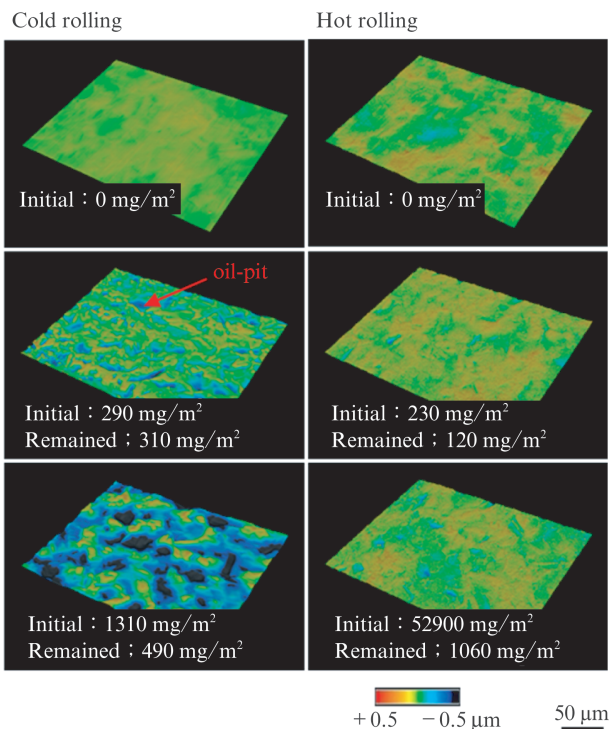 Cold rolling
Hot rolling
Initial：0 mg/m²
Initial：0 mg/m²
oil-pit
Initial：290 mg/m²
Remained；310 mg/m²
Initial：230 mg/m²
Remained；120 mg/m²
Initial：1310 mg/m²
Remained；490 mg/m²
Initial：52900 mg/m²
Remained；1060 mg/m²
+0.5 −0.5 μm
50 μm